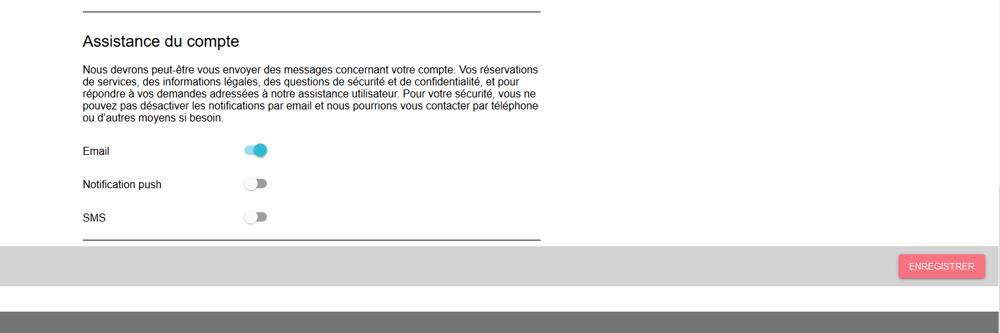 Assistance du compte
Nous devrons peut-être vous envoyer des messages concernant votre compte. Vos réservations
de services, des informations légales, des questions de sécurité et de confidentialité, et pour
répondre à vos demandes adressées à notre assistance utilisateur. Pour votre sécurité, vous ne
pouvez pas désactiver les notifications par email et nous pourrions vous contacter par téléphone
ou d’autres moyens si besoin.
Email
Notification push
SMS
ENREGISTRER